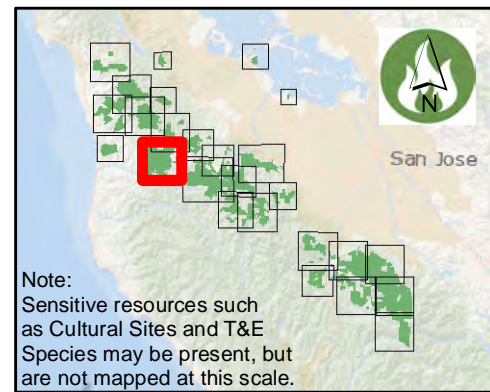 N
San Jose
Note:
Sensitive resources such
as Cultural Sites and T&E
Species may be present, but
are not mapped at this scale.